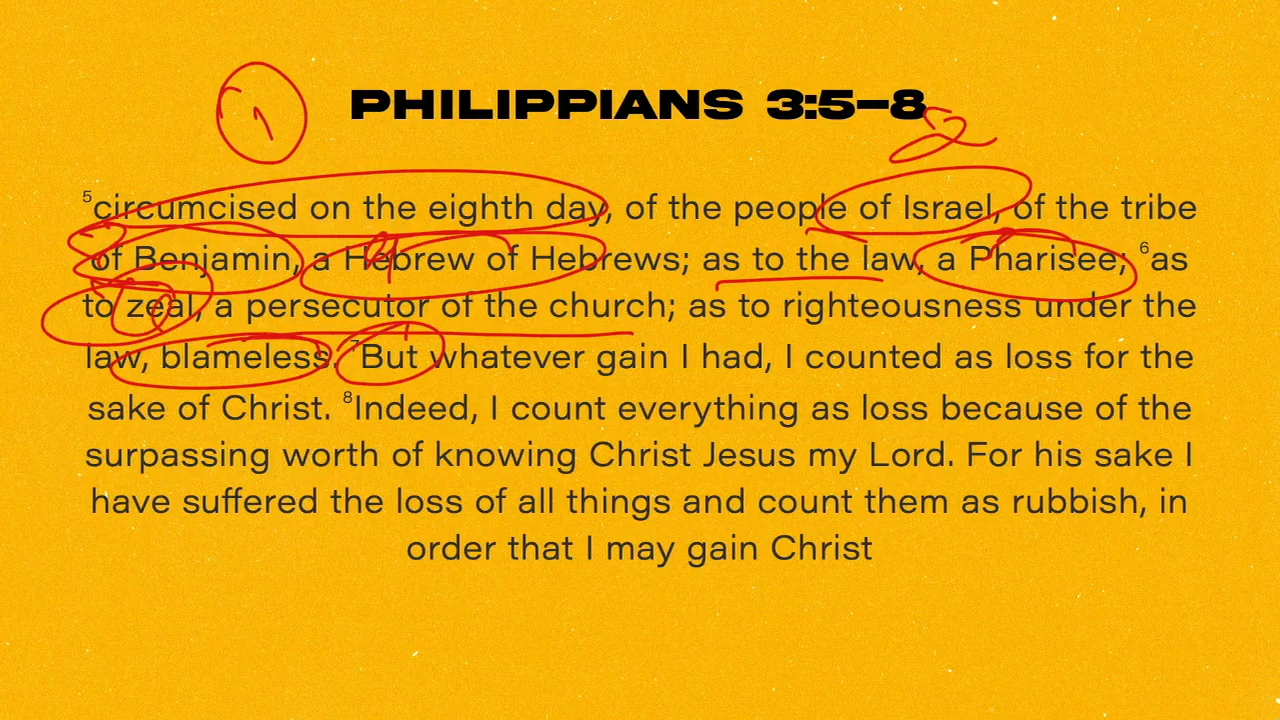 PHILIPPIANS 3:5–8
1
2
5circumcised on the eighth day, of the people of Israel, of the tribe
of Benjamin, a Hebrew of Hebrews; as to the law, a Pharisee; 6as
to zeal, a persecutor of the church; as to righteousness under the
law, blameless. 7But whatever gain I had, I counted as loss for the
sake of Christ. 8Indeed, I count everything as loss because of the
surpassing worth of knowing Christ Jesus my Lord. For his sake I
have suffered the loss of all things and count them as rubbish, in
order that I may gain Christ